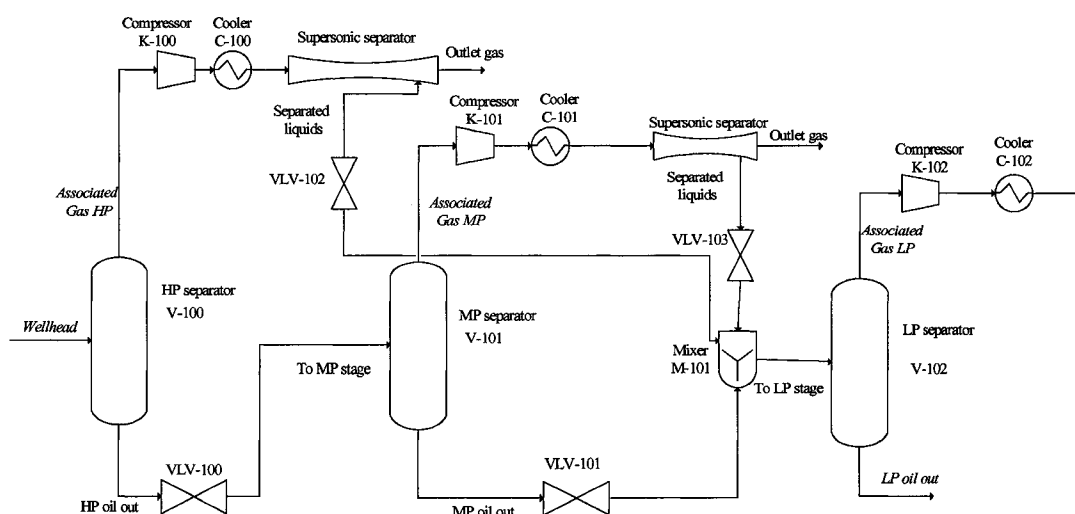 Compressor
K-100
Cooler
C-100
Supersonic separator
Outlet gas
Separated
liquids
Compressor
K-101
Cooler
C-101
Supersonic separator
Outlet gas
Separated
liquids
Compressor
K-102
Cooler
C-102
VLV-102
Associated
Gas HP
Associated
Gas MP
VLV-103
Associated
Gas LP
HP separator
V-100
Wellhead
MP separator
V-101
To MP stage
Mixer
M-101
To LP stage
LP separator
V-102
VLV-100
HP oil out
VLV-101
MP oil out
LP oil out